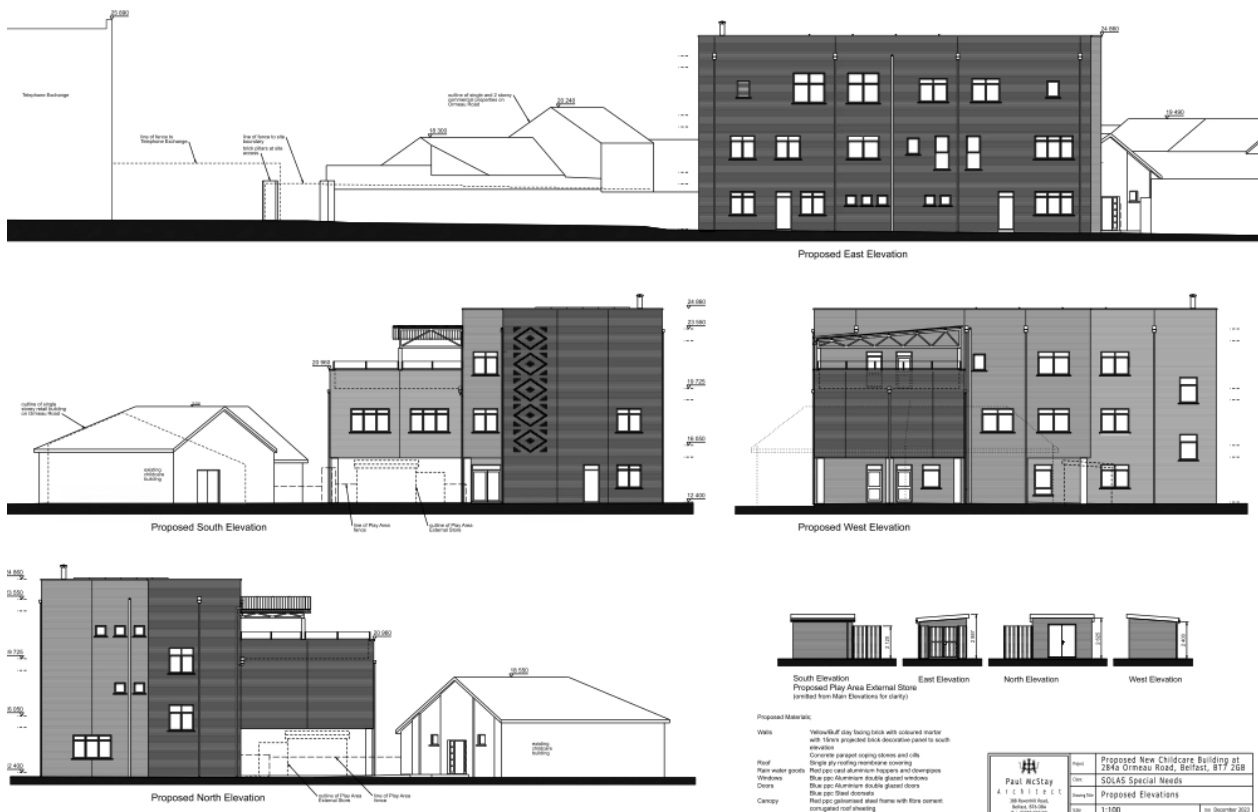 25 890
Telephone Exchange
line of fence to
Telephone Exchange
line of fence to site
boundary
brick pillars at site
access
18 300
outline of single and 2 storey
commercial properties on
Ormeau Road
20 240
24 860
19 490
Proposed East Elevation
outline of single
storey retail building
on Ormeau Road
existing
childcare
building
20 960
24 860
23 550
19 725
16 050
12 400
Proposed South Elevation
line of Play Area
fence
outline of Play Area
External Store
Proposed West Elevation
20 960
18 550
existing
childcare
building
outline of Play Area
External Store
line of Play Area
fence
Proposed North Elevation
South Elevation
East Elevation
North Elevation
West Elevation
Proposed Play Area External Store
(omitted from Main Elevations for clarity)
Proposed Materials;
Walls Yellow/Buff clay facing brick with coloured mortar
with 15mm projected brick decorative panel to south
elevation
Concrete parapet coping stones and cills
Roof Single ply roofing membrane covering
Rain water goods Red ppc cast aluminium hoppers and downpipes
Windows Blue ppc Aluminium double glazed windows
Doors Blue ppc Aluminium double glazed doors
Blue ppc Steel doorsets
Canopy Red ppc galvanised steel frame with fibre cement
corrugated roof sheeting
Paul McStay
Architect
Project Proposed New Childcare Building at
284a Ormeau Road, Belfast, BT7 2GB
Client SOLAS Special Needs
Drawing Title Proposed Elevations
Scale 1:100
December 2023